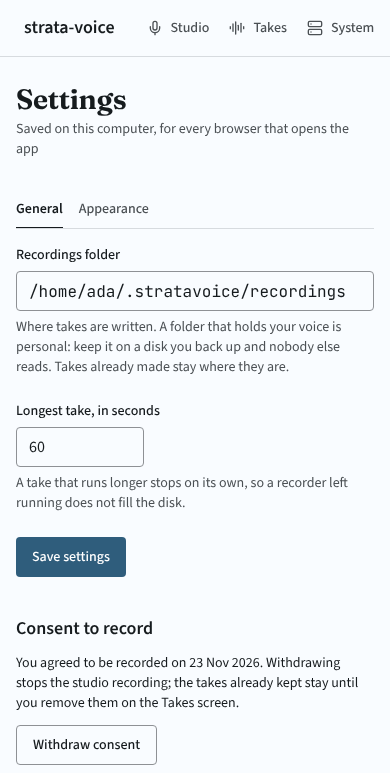 strata-voice
Studio
Takes
System
Settings
Saved on this computer, for every browser that opens the
app
General
Appearance
Recordings folder
/home/ada/.stratavoice/recordings
Where takes are written. A folder that holds your voice is
personal: keep it on a disk you back up and nobody else
reads. Takes already made stay where they are.
Longest take, in seconds
60
A take that runs longer stops on its own, so a recorder left
running does not fill the disk.
Save settings
Consent to record
You agreed to be recorded on 23 Nov 2026. Withdrawing
stops the studio recording; the takes already kept stay until
you remove them on the Takes screen.
Withdraw consent